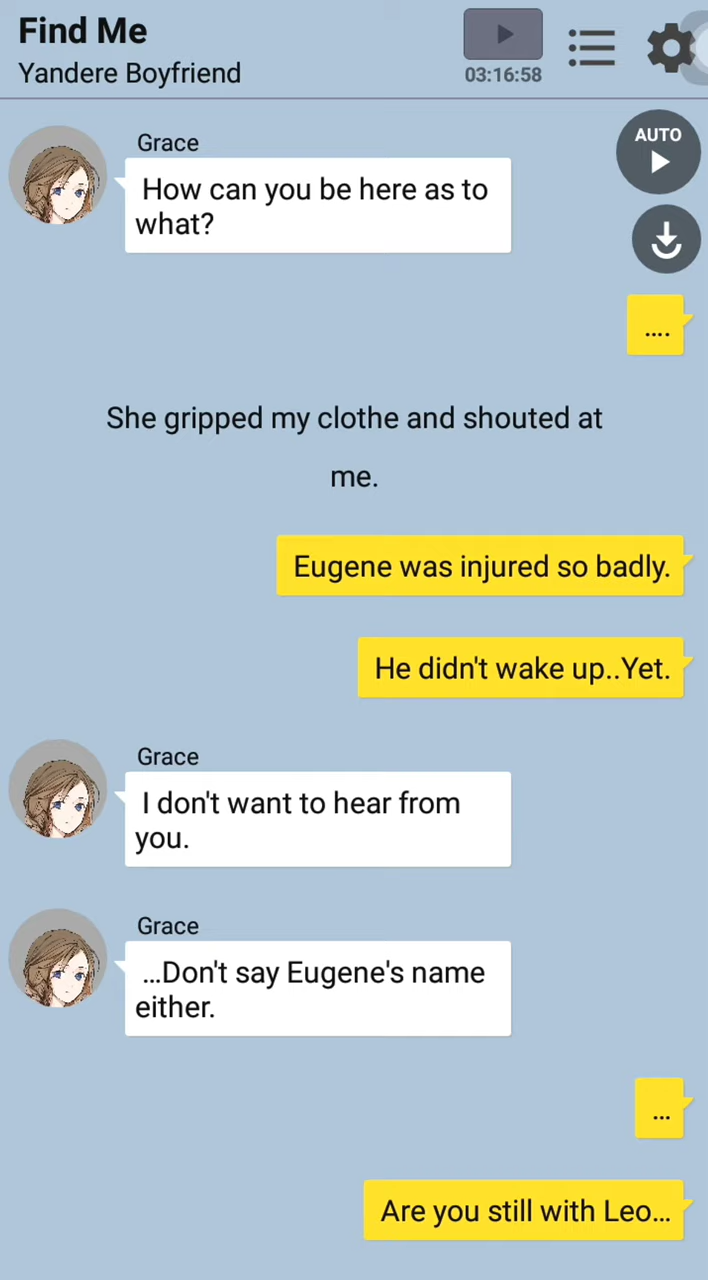 Find Me
Yandere Boyfriend
03:16:58
AUTO
Grace
How can you be here as to
what?
....
She gripped my clothe and shouted at
me.
Eugene was injured so badly.
He didn't wake up..Yet.
Grace
I don't want to hear from
you.
Grace
...Don't say Eugene's name
either.
...
Are you still with Leo...